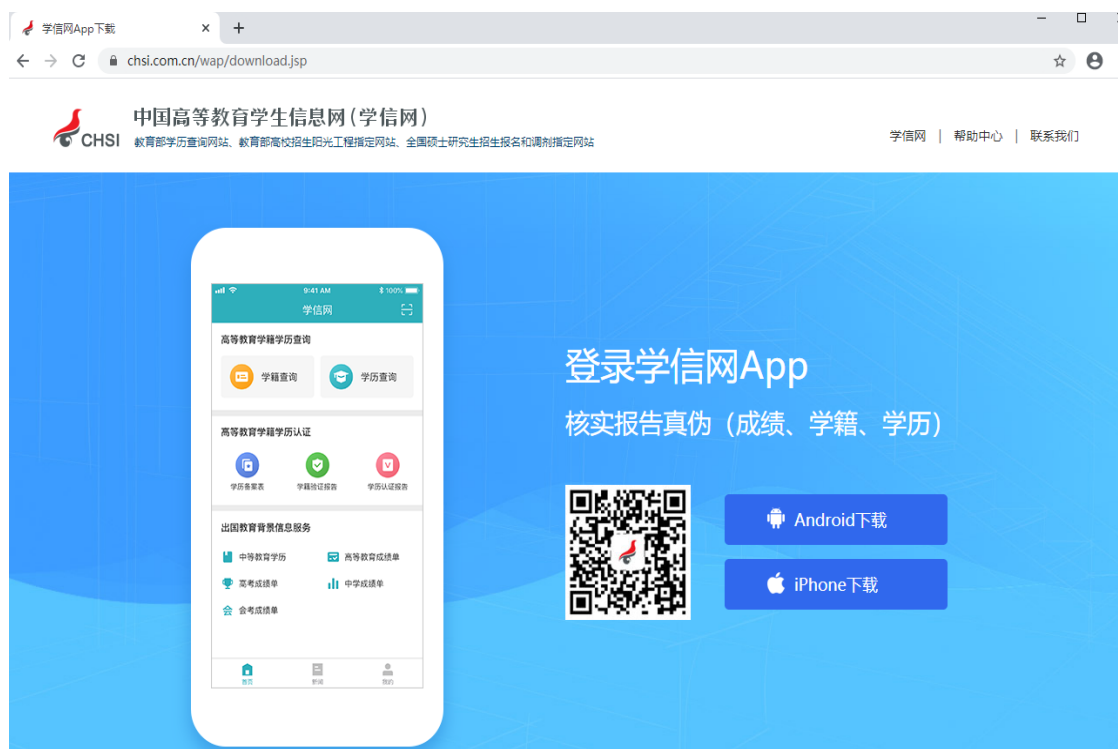 学信网App下载
chsi.com.cn/wap/download.jsp
CHSI
中国高等教育学生信息网(学信网)
教育部学历查询网站、教育部高校招生阳光工程指定网站、全国硕士研究生招生报名和调剂指定网站
学信网 | 帮助中心 | 联系我们
9:41 AM 100%
学信网
高等教育学籍学历查询
学籍查询 学历查询
高等教育学籍学历认证
学历备案表 学籍验证报告 学历认证报告
出国教育背景信息服务
中等教育学历 高等教育成绩单
高考成绩单 中学成绩单
会 会考成绩单
首页 新闻 我的
登录学信网App
核实报告真伪(成绩、学籍、学历)
Android下载
iPhone下载